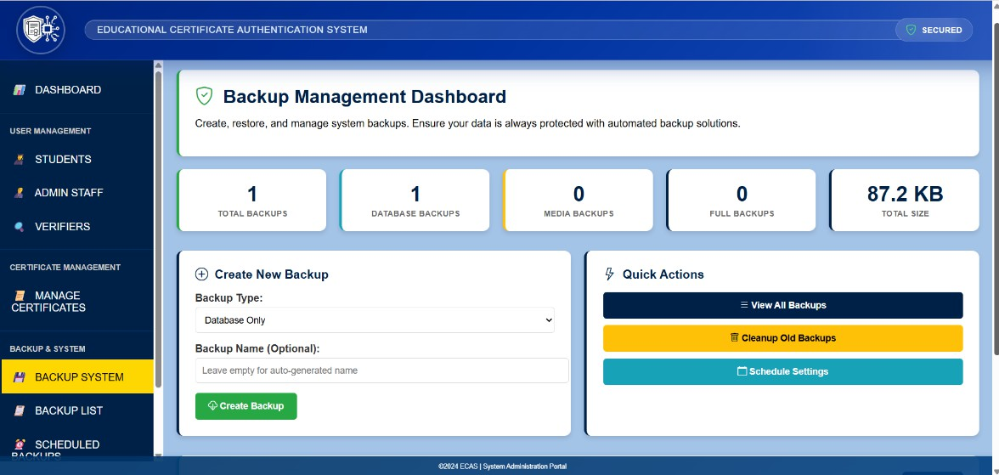 EDUCATIONAL CERTIFICATE AUTHENTICATION SYSTEM
SECURED
DASHBOARD
USER MANAGEMENT
STUDENTS
ADMIN STAFF
VERIFIERS
CERTIFICATE MANAGEMENT
MANAGE
CERTIFICATES
BACKUP & SYSTEM
BACKUP SYSTEM
BACKUP LIST
SCHEDULED
BACKUPS
Backup Management Dashboard
Create, restore, and manage system backups. Ensure your data is always protected with automated backup solutions.
1
TOTAL BACKUPS
1
DATABASE BACKUPS
0
MEDIA BACKUPS
0
FULL BACKUPS
87.2 KB
TOTAL SIZE
Create New Backup
Backup Type:
Database Only
Backup Name (Optional):
Leave empty for auto-generated name
Create Backup
Quick Actions
View All Backups
Cleanup Old Backups
Schedule Settings
©2024 ECAS | System Administration Portal